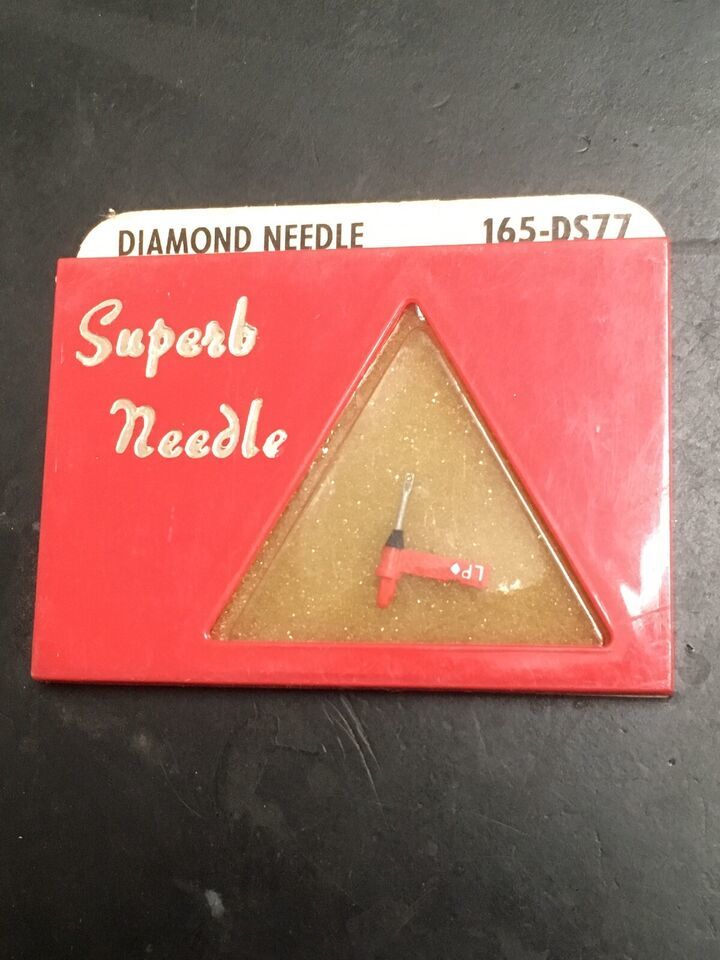 DIAMOND NEEDLE 165-DS77
Superb
Needle
LP♦